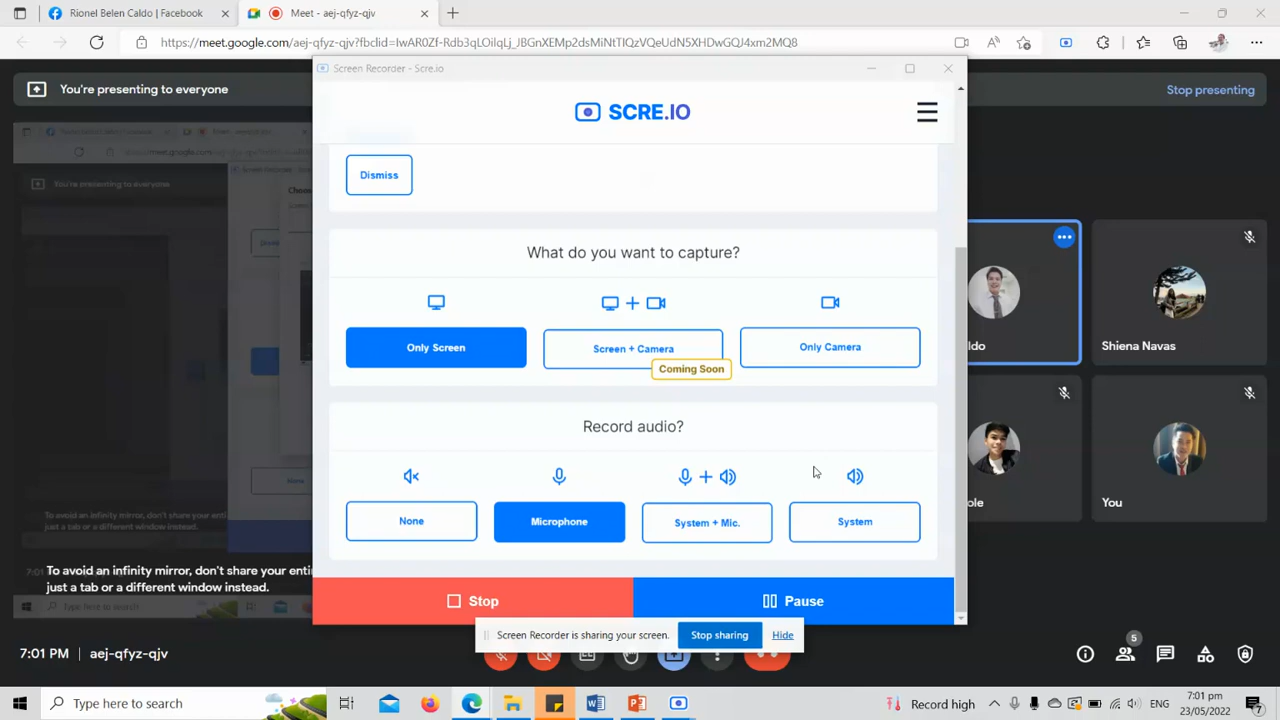 Rionel Belen Caldo | Facebook
Meet - aej-qfyz-qjv
https://meet.google.com/aej-qfyz-qjv?fbclid=IwAR0Zf-Rdb3qLOilqLj_JBGnXEMp2dsMiNtTIQzVQeUdN5XHDwGQJ4xm2MQ8
Screen Recorder - Scre.io
You're presenting to everyone
Stop presenting
SCRE.IO
Dismiss
What do you want to capture?
Only Screen
Screen + Camera
Only Camera
Coming Soon
ldo
Shiena Navas
Record audio?
None
Microphone
System + Mic.
System
ole
You
To avoid an infinity mirror, don't share your enti
just a tab or a different window instead.
Stop
Pause
Screen Recorder is sharing your screen.
Stop sharing
Hide
7:01 PM
aej-qfyz-qjv
5
Type here to search
Record high
ENG
7:01 pm
23/05/2022
7